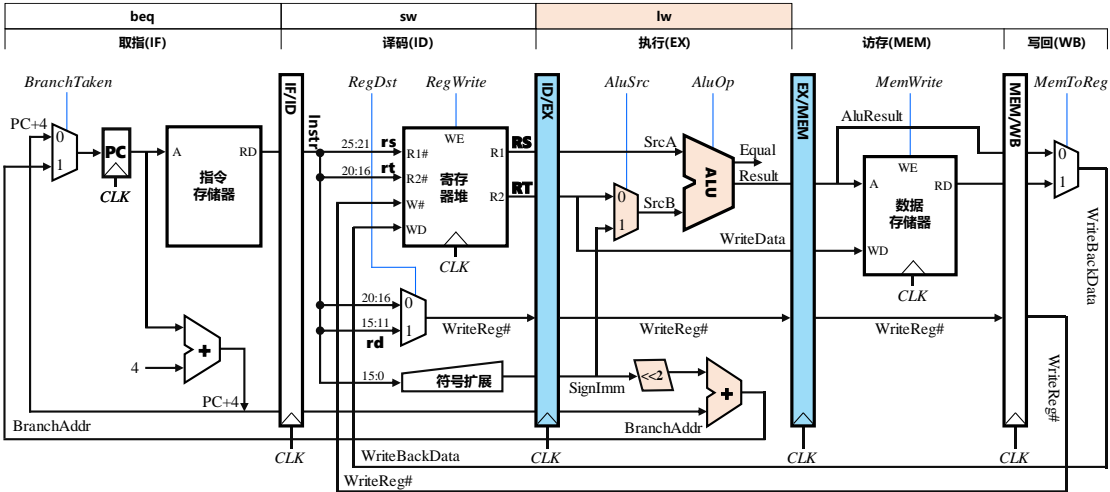 beq
sw
lw
取指(IF)
译码(ID)
执行(EX)
访存(MEM)
写回(WB)
BranchTaken
RegDst
RegWrite
AluSrc
AluOp
MemWrite
MemToReg
PC+4
0
1
PC
CLK
A
RD
指令
存储器
IF/ID
Instr
25:21
rs
20:16
rt
WE
R1#
R2#
W#
WD
R1
R2
寄存
器堆
CLK
RS
RT
ID/EX
SrcA
SrcB
0
1
ALU
Equal
Result
WriteData
EX/MEM
AluResult
WE
A
RD
WD
数据
存储器
CLK
MEM/WB
0
1
WriteBackData
20:16
15:11
rd
0
1
WriteReg#
WriteReg#
WriteReg#
WriteReg#
4
+
PC+4
15:0
符号扩展
SignImm
<<2
+
BranchAddr
BranchAddr
CLK
CLK
CLK
CLK
WriteBackData
WriteReg#